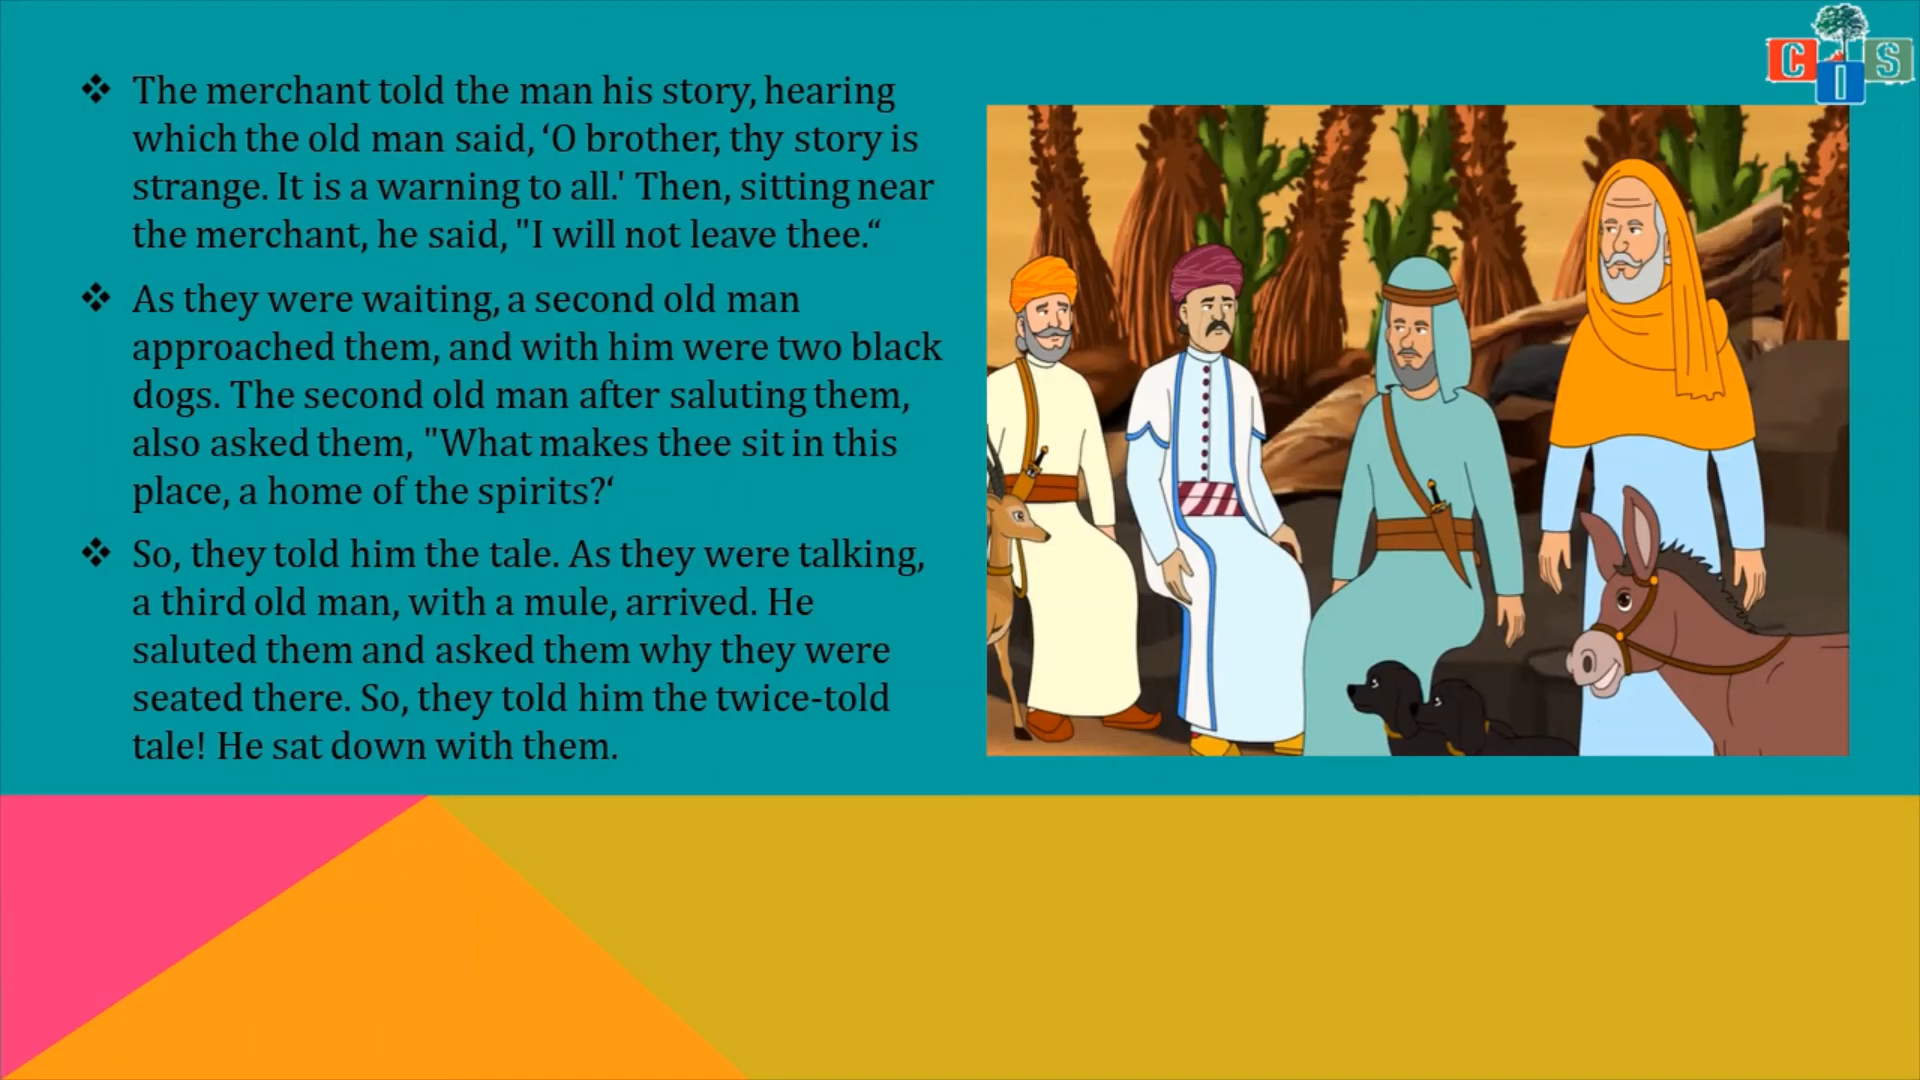 C I S
❖ The merchant told the man his story, hearing
which the old man said, ‘O brother, thy story is
strange. It is a warning to all.' Then, sitting near
the merchant, he said, "I will not leave thee.“
❖ As they were waiting, a second old man
approached them, and with him were two black
dogs. The second old man after saluting them,
also asked them, "What makes thee sit in this
place, a home of the spirits?‘
❖ So, they told him the tale. As they were talking,
a third old man, with a mule, arrived. He
saluted them and asked them why they were
seated there. So, they told him the twice-told
tale! He sat down with them.